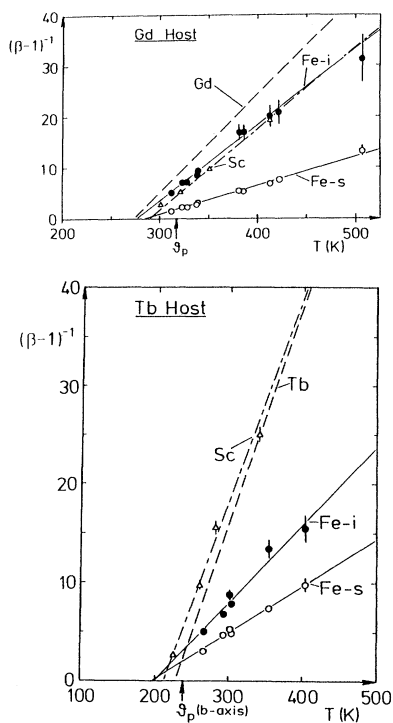 Gd Host
(β-1)⁻¹
40
30
20
10
0
Gd
Fe-i
Sc
Fe-s
200
300
400
500
ϑp
T(K)
Tb Host
(β-1)⁻¹
40
30
20
10
0
Tb
Sc
Fe-i
Fe-s
100
200
300
400
500
ϑp(b-axis)
T(K)